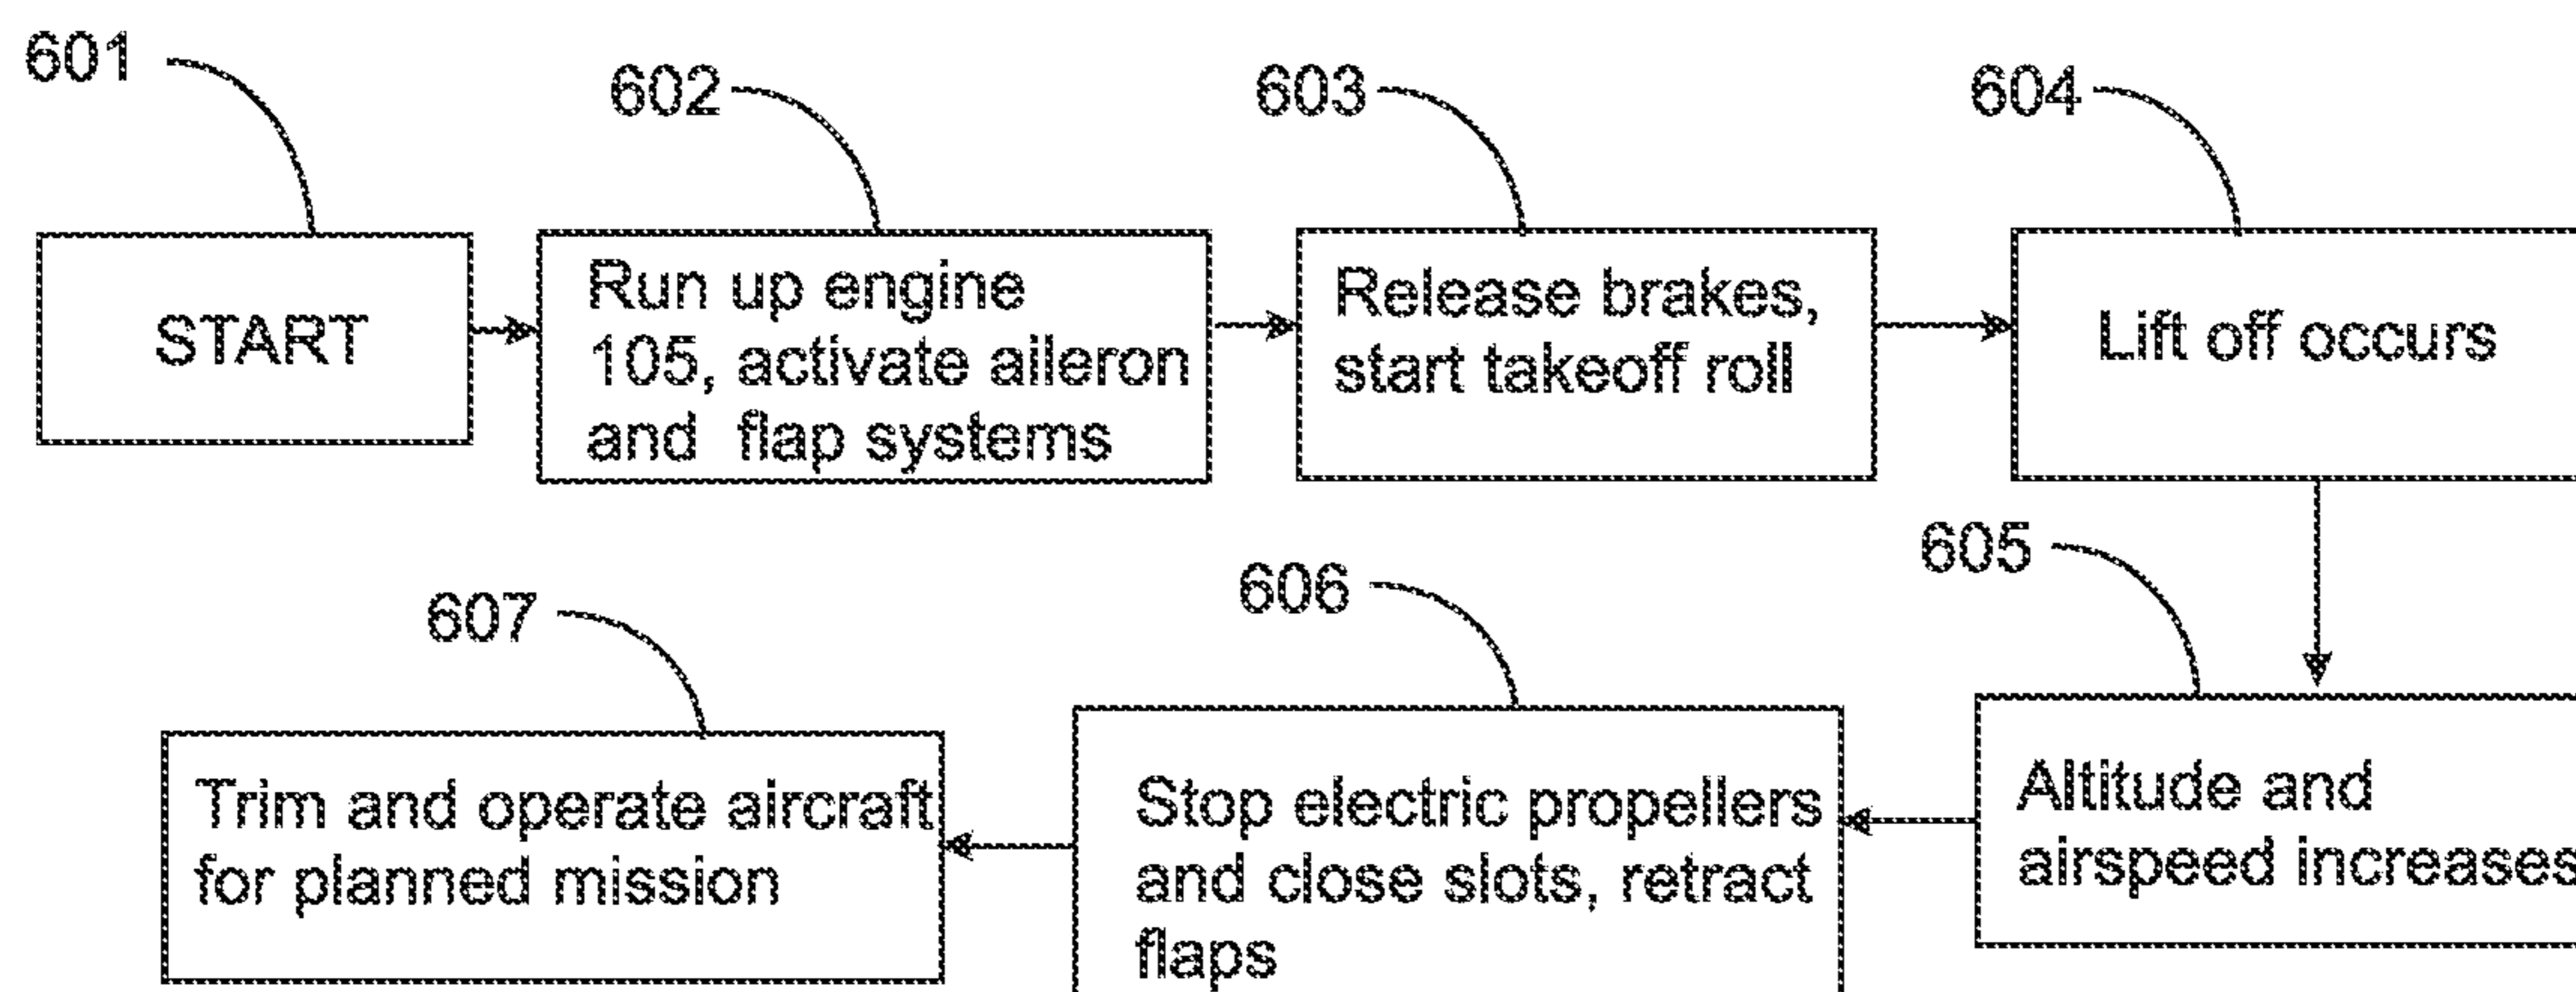 601
602
603
604
START
Run up engine
105, activate aileron
and flap systems
Release brakes,
start takeoff roll
Lift off occurs
605
606
607
Altitude and
airspeed increases
Stop electric propellers
and close slots, retract
flaps
Trim and operate aircraft
for planned mission